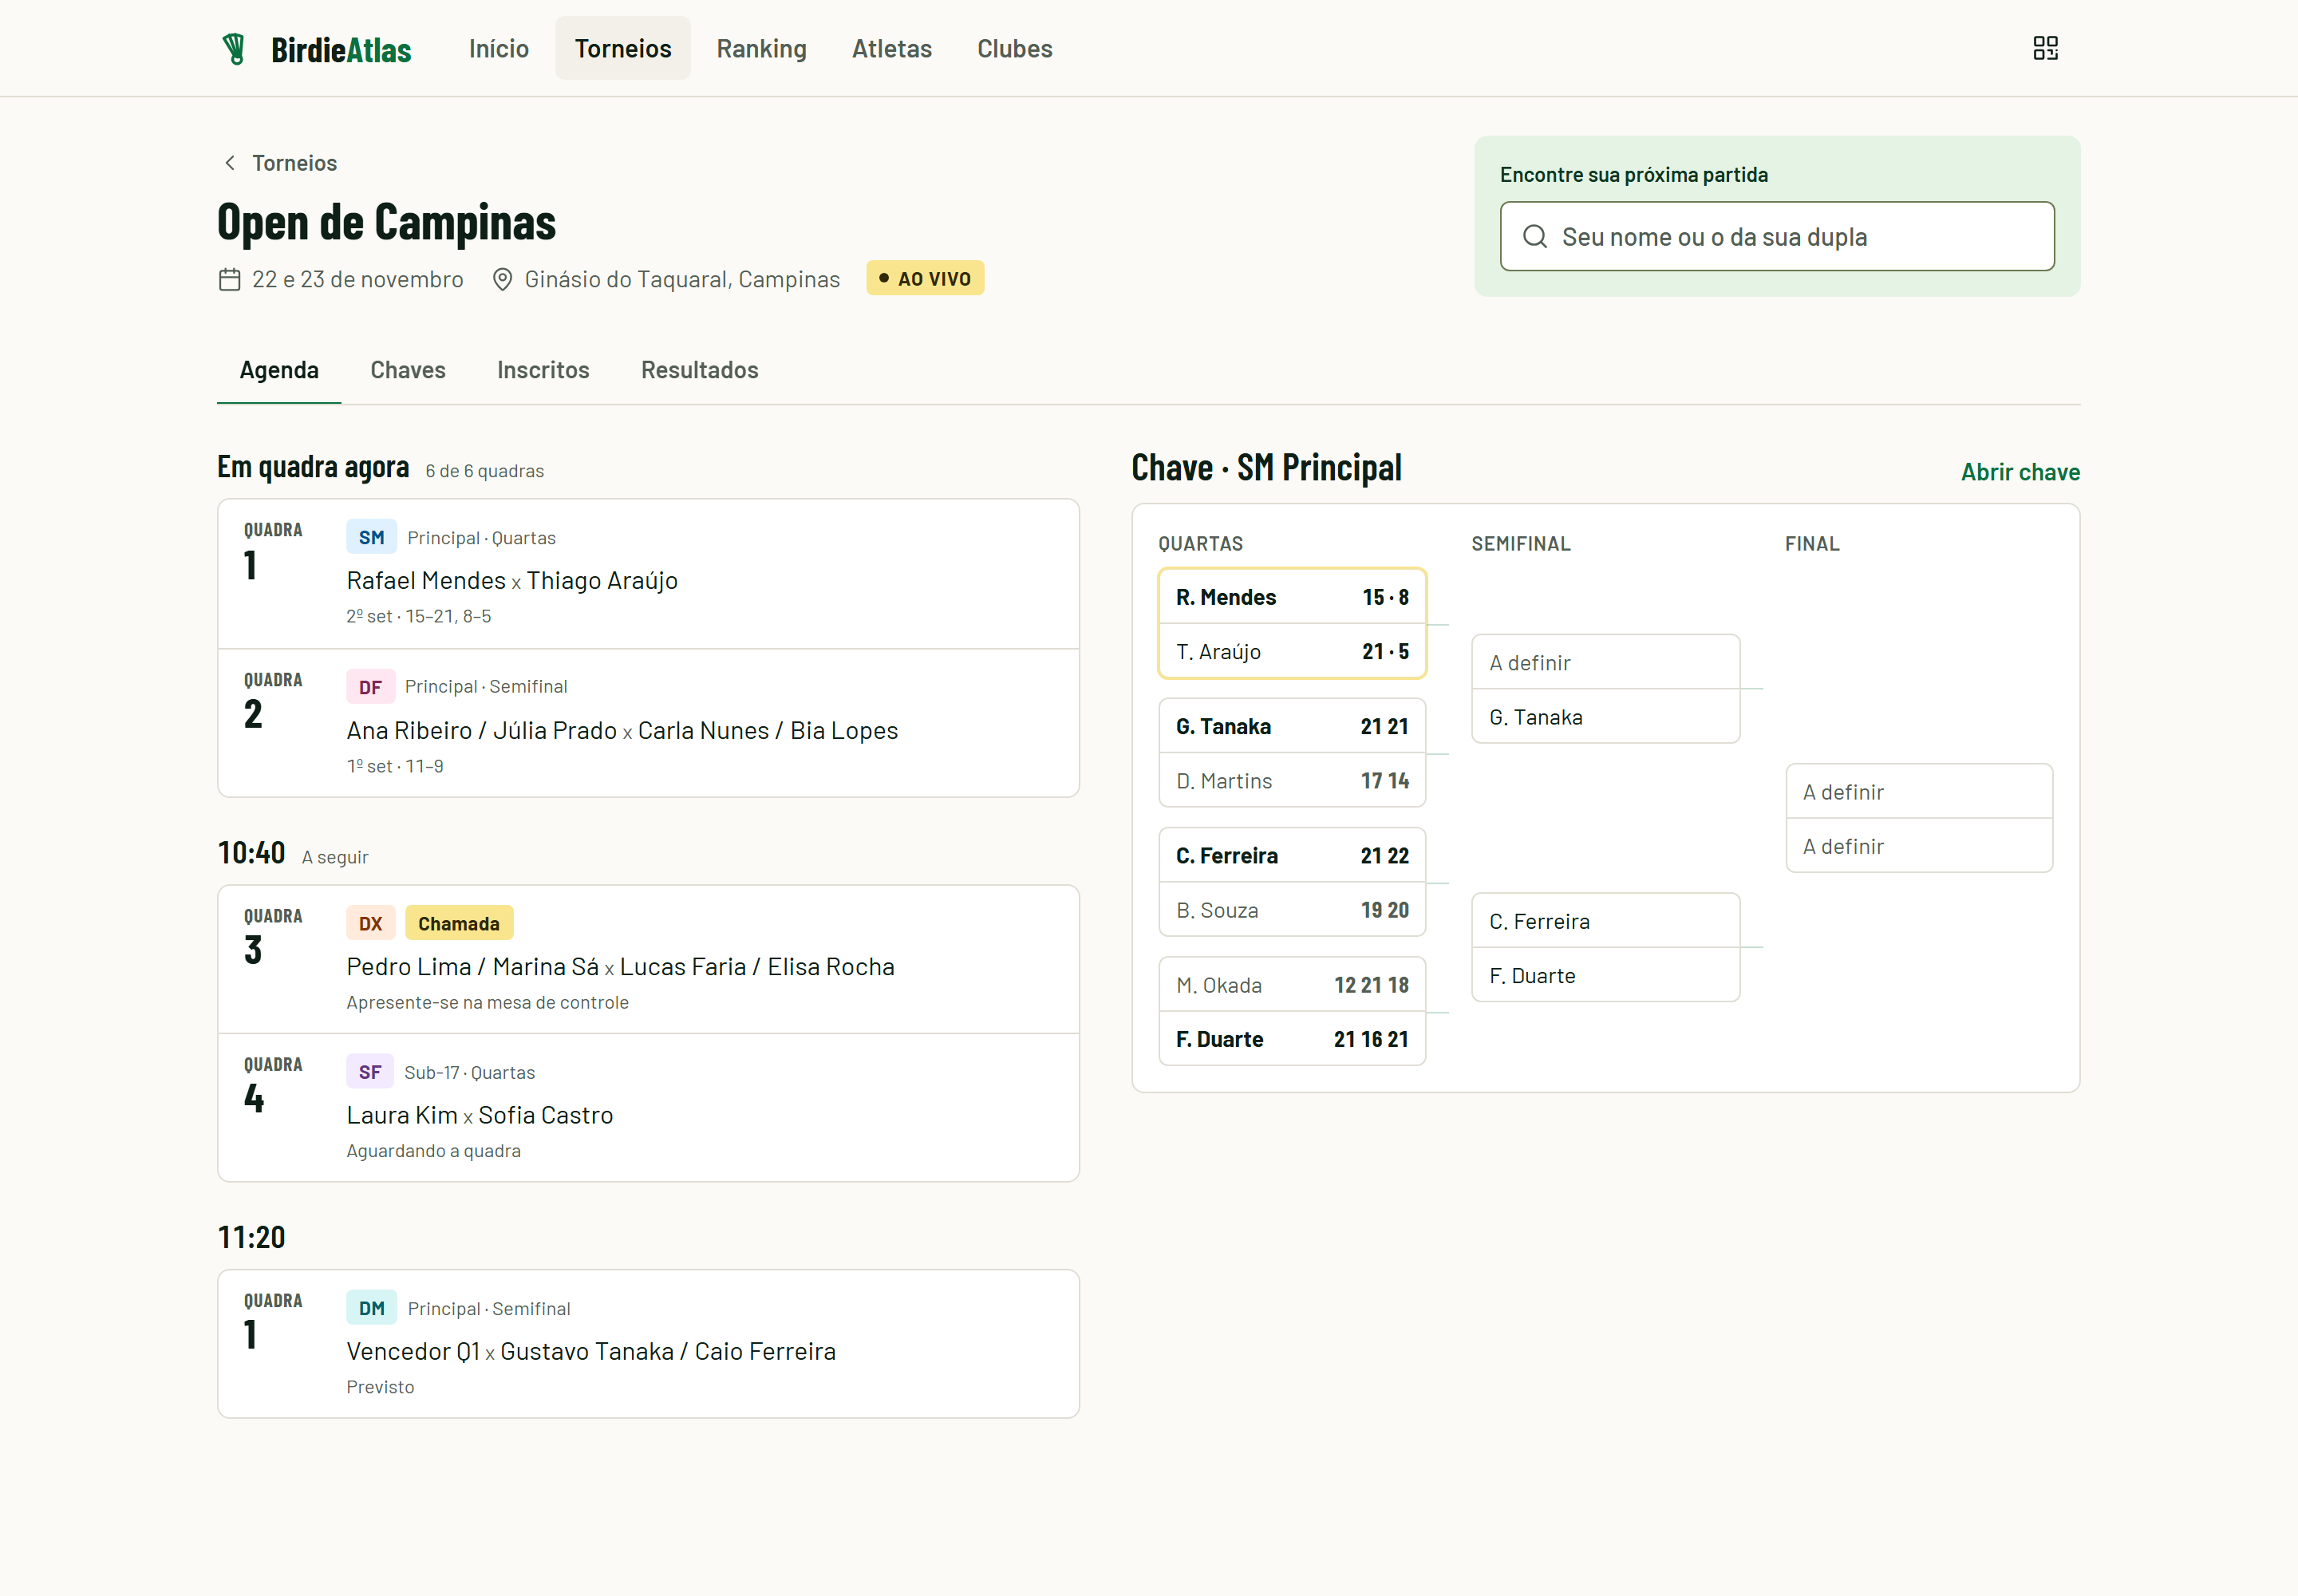 BirdieAtlas
Início
Torneios
Ranking
Atletas
Clubes
Torneios
Open de Campinas
22 e 23 de novembro
Ginásio do Taquaral, Campinas
AO VIVO
Encontre sua próxima partida
Seu nome ou o da sua dupla
Agenda
Chaves
Inscritos
Resultados
Em quadra agora
6 de 6 quadras
QUADRA
1
SM
Principal · Quartas
Rafael Mendes x Thiago Araújo
2º set · 15–21, 8–5
QUADRA
2
DF
Principal · Semifinal
Ana Ribeiro / Júlia Prado x Carla Nunes / Bia Lopes
1º set · 11–9
10:40
A seguir
QUADRA
3
DX
Chamada
Pedro Lima / Marina Sá x Lucas Faria / Elisa Rocha
Apresente-se na mesa de controle
QUADRA
4
SF
Sub-17 · Quartas
Laura Kim x Sofia Castro
Aguardando a quadra
11:20
QUADRA
1
DM
Principal · Semifinal
Vencedor Q1 x Gustavo Tanaka / Caio Ferreira
Previsto
Chave · SM Principal
Abrir chave
QUARTAS
R. Mendes 15 · 8
T. Araújo 21 · 5
G. Tanaka 21 21
D. Martins 17 14
C. Ferreira 21 22
B. Souza 19 20
M. Okada 12 21 18
F. Duarte 21 16 21
SEMIFINAL
A definir
G. Tanaka
C. Ferreira
F. Duarte
FINAL
A definir
A definir